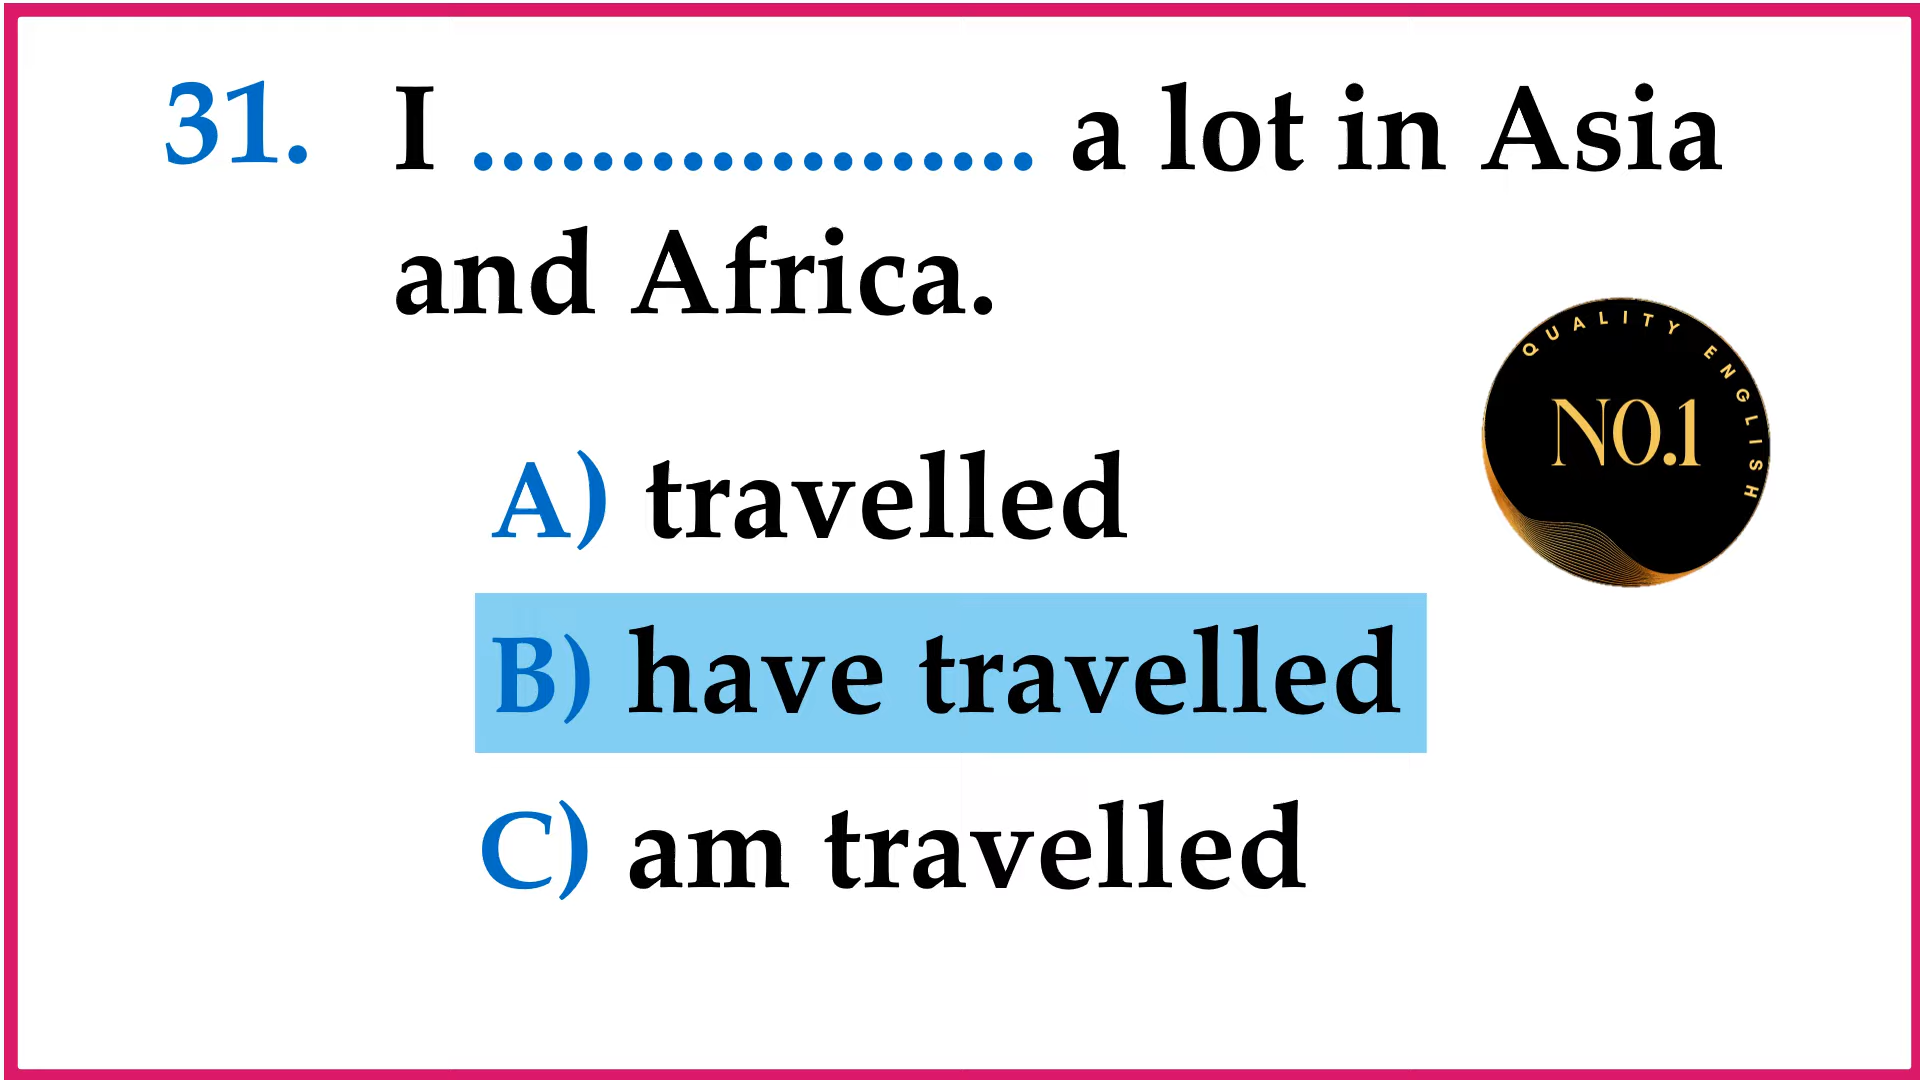 31. I ................... a lot in Asia
and Africa.
QUALITY ENGLISH
NO.1
A) travelled
B) have travelled
C) am travelled